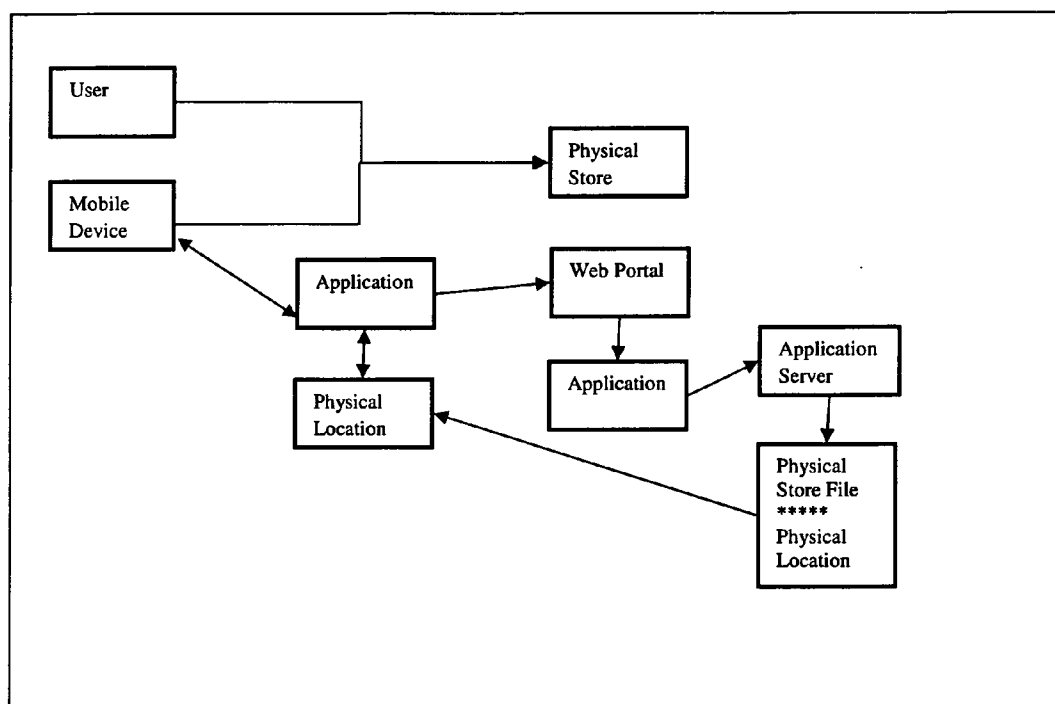 User
Physical
Store
Mobile
Device
Application
Web Portal
Application
Server
Application
Physical
Location
Physical
Store File
*****
Physical
Location